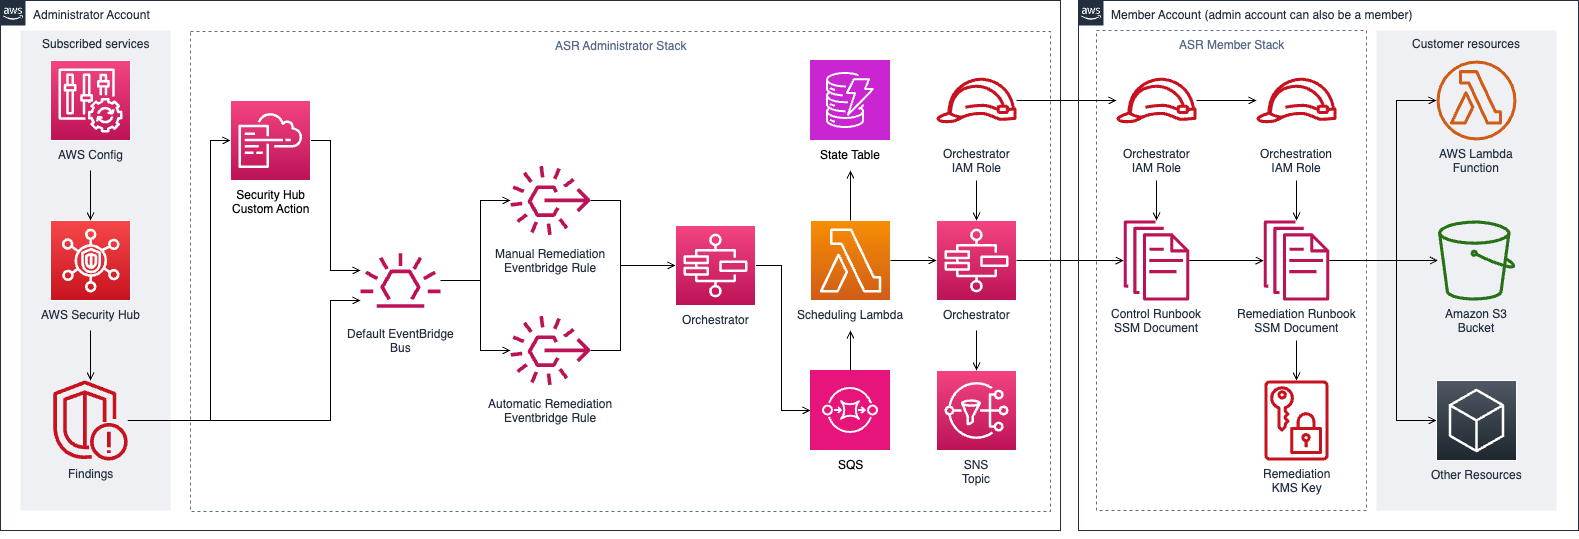 aws
Administrator Account
Subscribed services
AWS Config
AWS Security Hub
Findings
ASR Administrator Stack
Security Hub
Custom Action
Default EventBridge
Bus
Manual Remediation
Eventbridge Rule
Automatic Remediation
Eventbridge Rule
Orchestrator
State Table
Scheduling Lambda
SQS
Orchestrator
IAM Role
Orchestrator
SNS
Topic
aws
Member Account (admin account can also be a member)
ASR Member Stack
Orchestrator
IAM Role
Orchestration
IAM Role
Control Runbook
SSM Document
Remediation Runbook
SSM Document
Remediation
KMS Key
Customer resources
AWS Lambda
Function
Amazon S3
Bucket
Other Resources